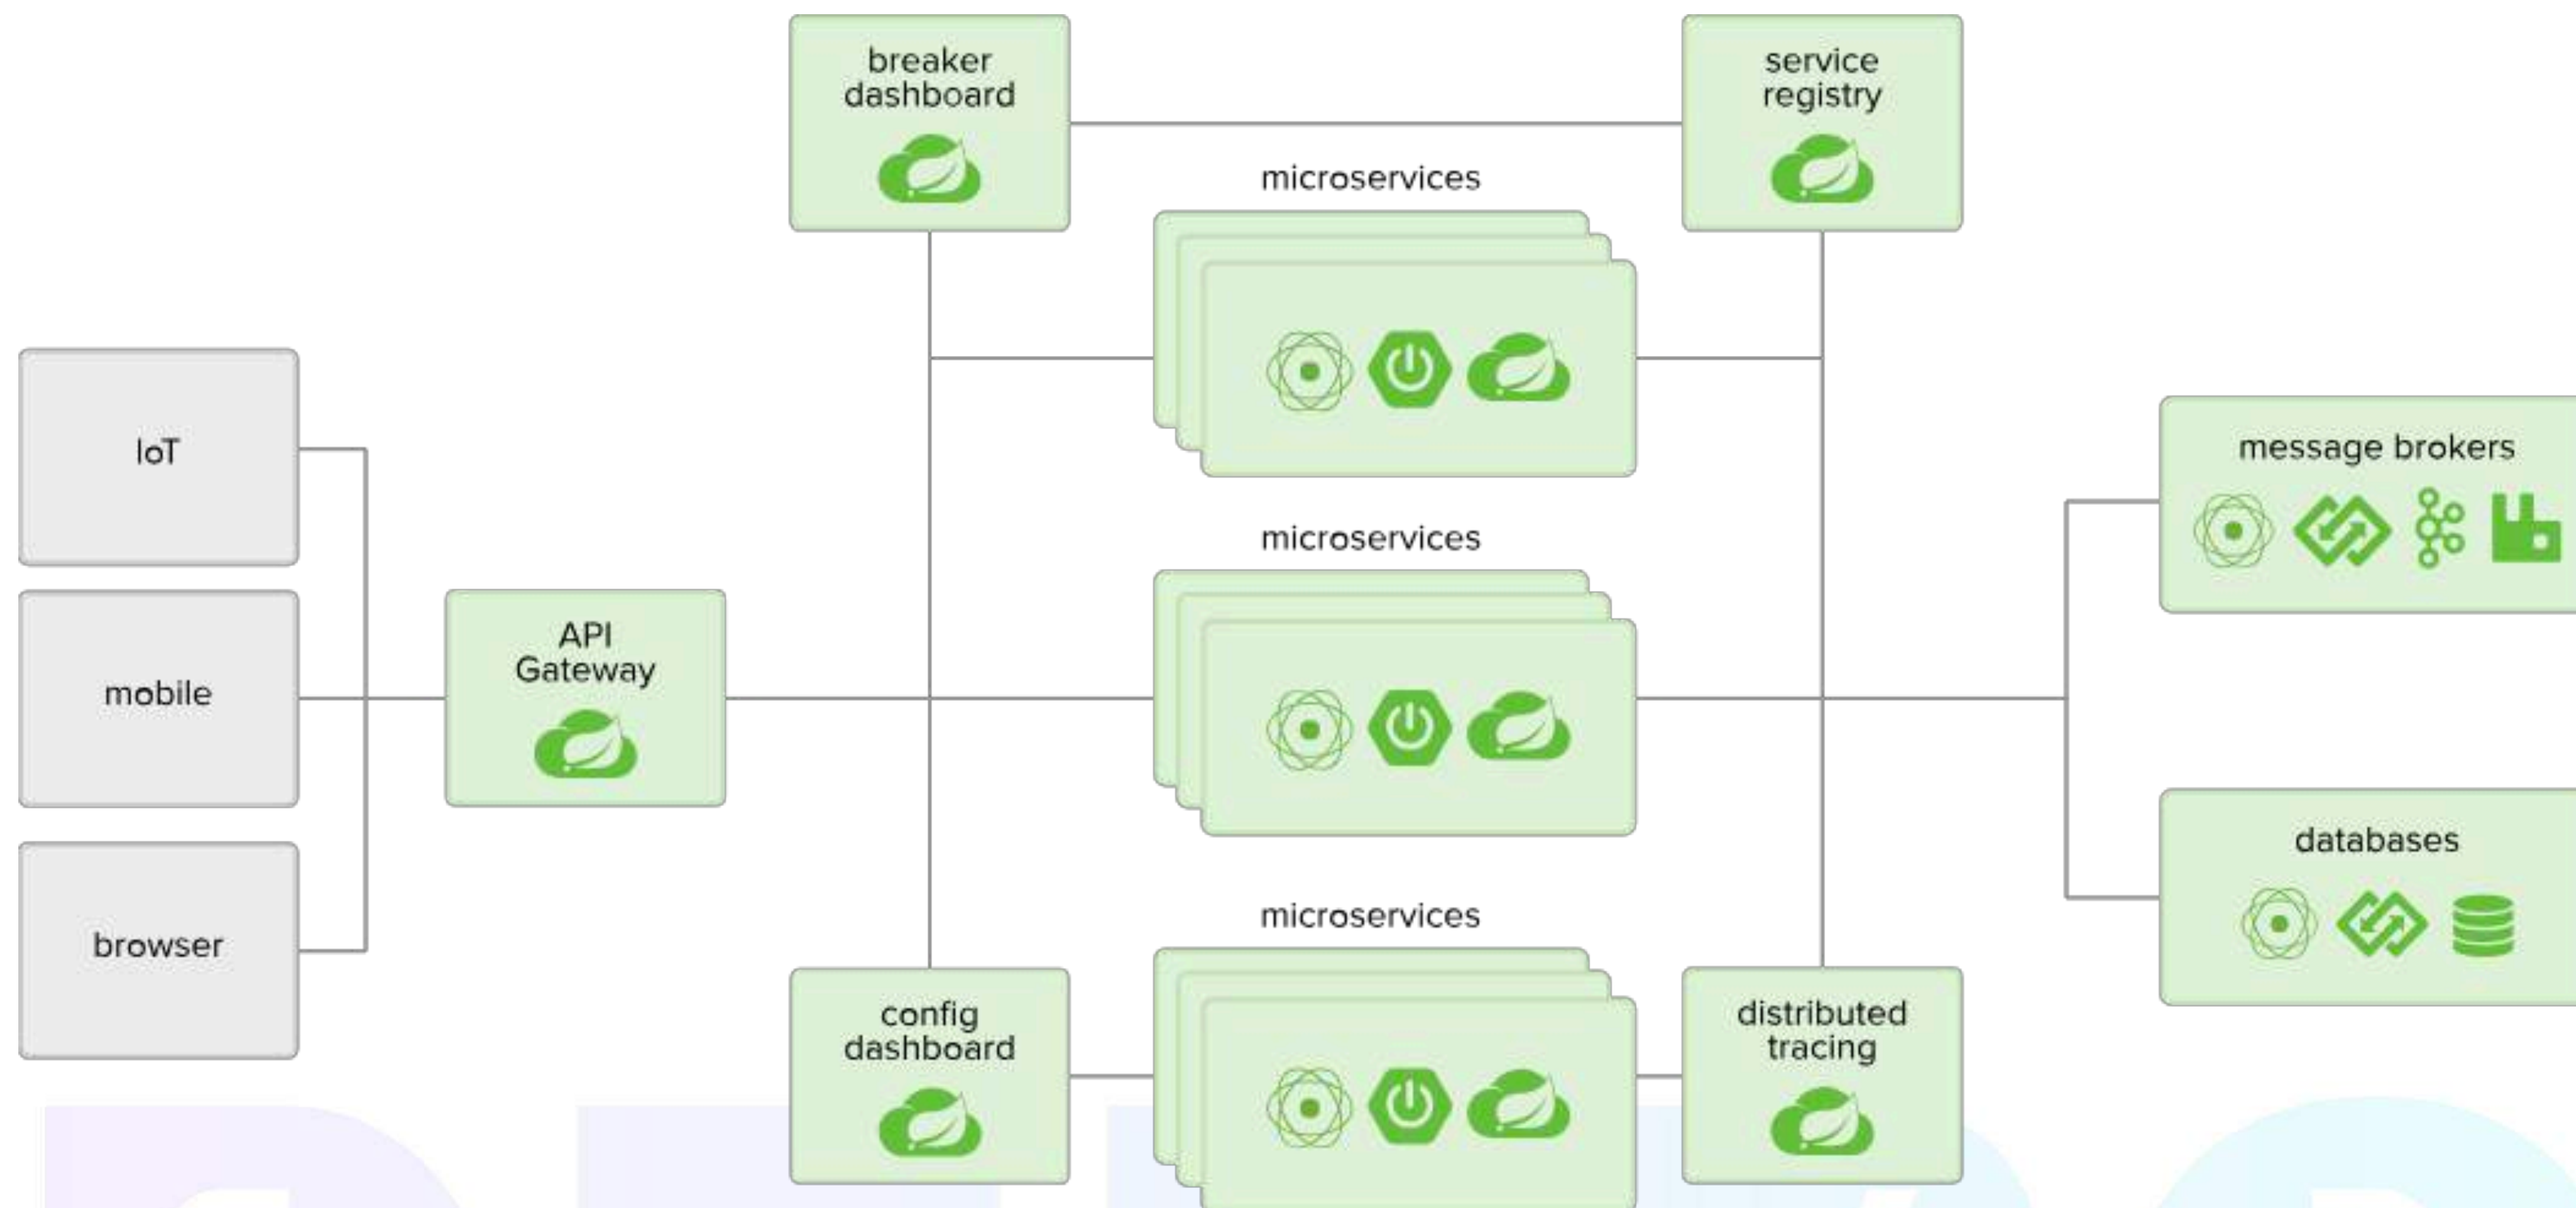 breaker
dashboard
service
registry
microservices
IoT
message brokers
microservices
API
Gateway
mobile
databases
microservices
browser
config
dashboard
distributed
tracing